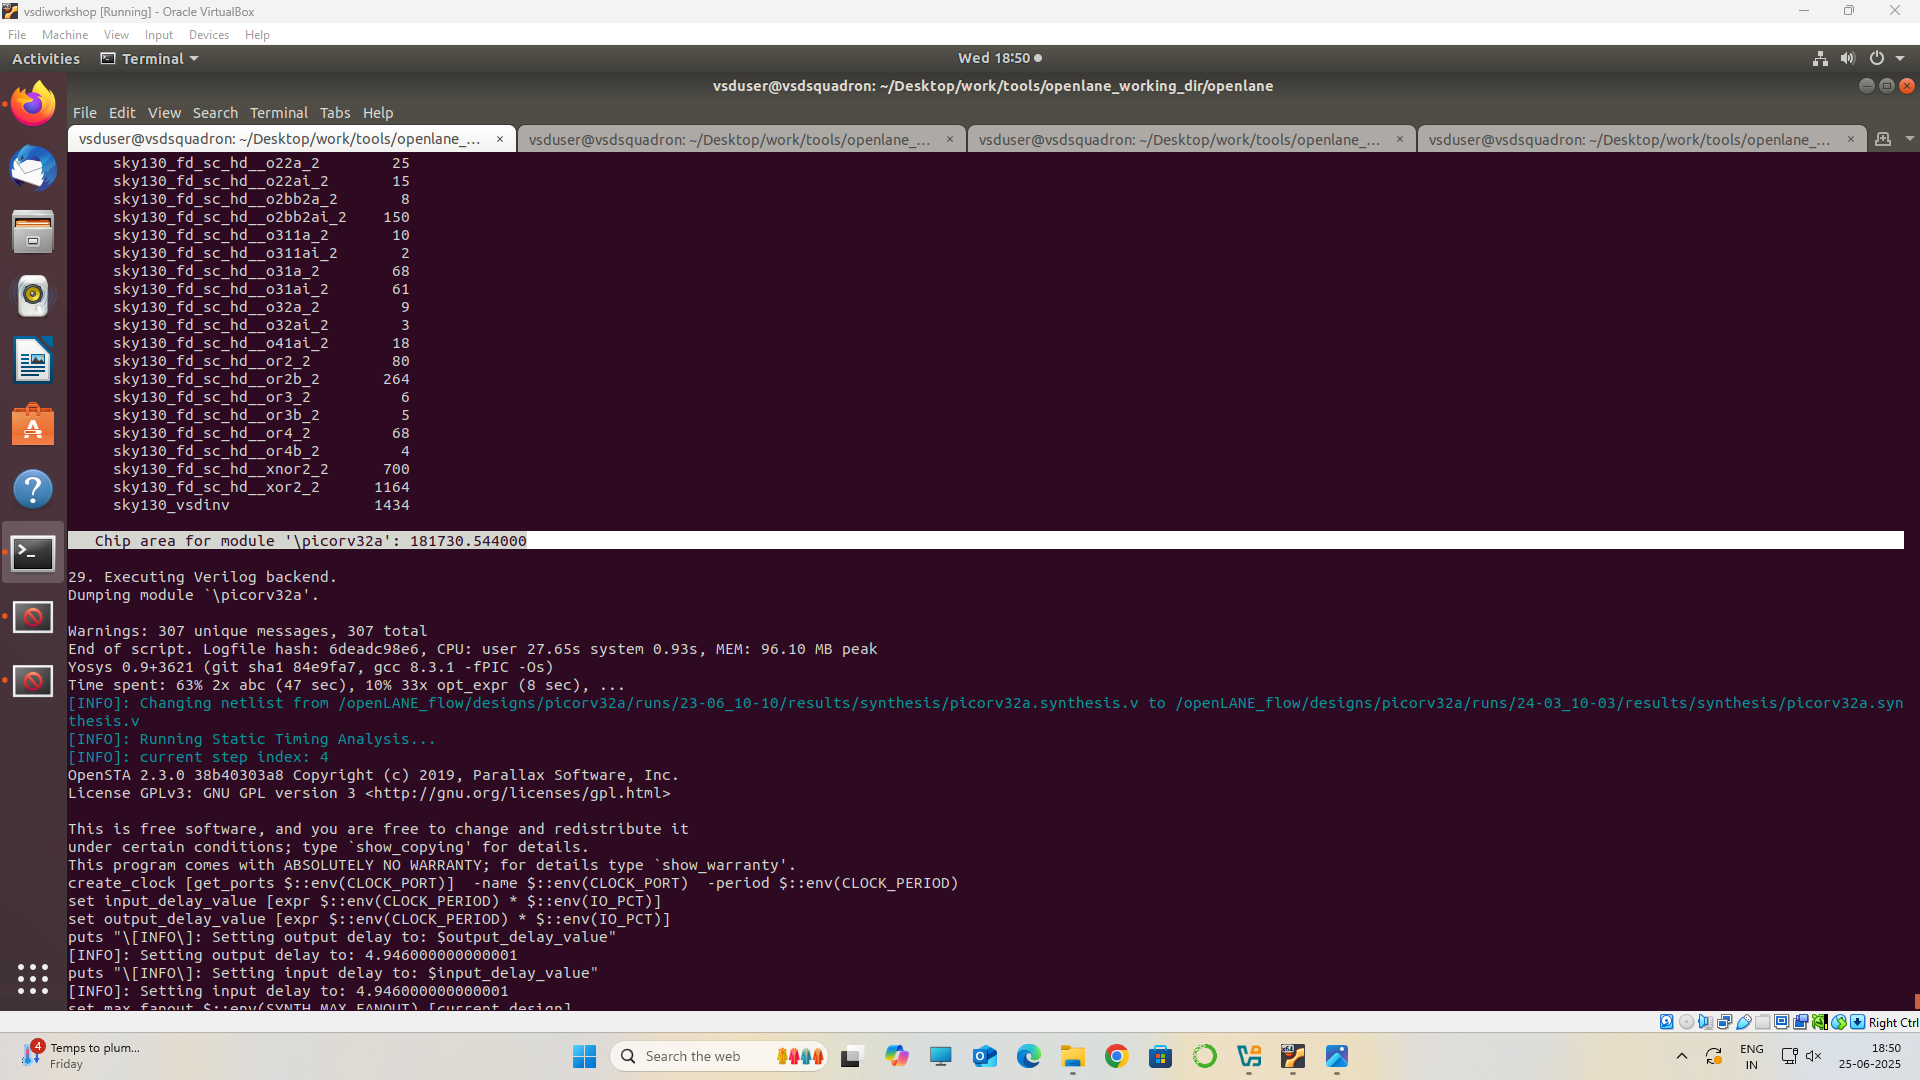 vsdiworkshop [Running] - Oracle VirtualBox
File Machine View Input Devices Help
Activities Terminal Wed 18:50
vsduser@vsdsquadron: ~/Desktop/work/tools/openlane_working_dir/openlane
File Edit View Search Terminal Tabs Help
vsduser@vsdsquadron: ~/Desktop/work/tools/openlane_... × vsduser@vsdsquadron: ~/Desktop/work/tools/openlane_... × vsduser@vsdsquadron: ~/Desktop/work/tools/openlane_... × vsduser@vsdsquadron: ~/Desktop/work/tools/openlane_... ×
sky130_fd_sc_hd__o22a_2 25
sky130_fd_sc_hd__o22ai_2 15
sky130_fd_sc_hd__o2bb2a_2 8
sky130_fd_sc_hd__o2bb2ai_2 150
sky130_fd_sc_hd__o311a_2 10
sky130_fd_sc_hd__o311ai_2 2
sky130_fd_sc_hd__o31a_2 68
sky130_fd_sc_hd__o31ai_2 61
sky130_fd_sc_hd__o32a_2 9
sky130_fd_sc_hd__o32ai_2 3
sky130_fd_sc_hd__o41ai_2 18
sky130_fd_sc_hd__or2_2 80
sky130_fd_sc_hd__or2b_2 264
sky130_fd_sc_hd__or3_2 6
sky130_fd_sc_hd__or3b_2 5
sky130_fd_sc_hd__or4_2 68
sky130_fd_sc_hd__or4b_2 4
sky130_fd_sc_hd__xnor2_2 700
sky130_fd_sc_hd__xor2_2 1164
sky130_vsdinv 1434
Chip area for module '\picorv32a': 181730.544000
29. Executing Verilog backend.
Dumping module `\picorv32a'.
Warnings: 307 unique messages, 307 total
End of script. Logfile hash: 6deadc98e6, CPU: user 27.65s system 0.93s, MEM: 96.10 MB peak
Yosys 0.9+3621 (git sha1 84e9fa7, gcc 8.3.1 -fPIC -Os)
Time spent: 63% 2x abc (47 sec), 10% 33x opt_expr (8 sec), ...
[INFO]: Changing netlist from /openLANE_flow/designs/picorv32a/runs/23-06_10-10/results/synthesis/picorv32a.synthesis.v to /openLANE_flow/designs/picorv32a/runs/24-03_10-03/results/synthesis/picorv32a.syn
thesis.v
[INFO]: Running Static Timing Analysis...
[INFO]: current step index: 4
OpenSTA 2.3.0 38b40303a8 Copyright (c) 2019, Parallax Software, Inc.
License GPLv3: GNU GPL version 3 <http://gnu.org/licenses/gpl.html>
This is free software, and you are free to change and redistribute it
under certain conditions; type `show_copying' for details.
This program comes with ABSOLUTELY NO WARRANTY; for details type `show_warranty'.
create_clock [get_ports $::env(CLOCK_PORT)]  -name $::env(CLOCK_PORT)  -period $::env(CLOCK_PERIOD)
set input_delay_value [expr $::env(CLOCK_PERIOD) * $::env(IO_PCT)]
set output_delay_value [expr $::env(CLOCK_PERIOD) * $::env(IO_PCT)]
puts "\[INFO\]: Setting output delay to: $output_delay_value"
[INFO]: Setting output delay to: 4.946000000000001
puts "\[INFO\]: Setting input delay to: $input_delay_value"
[INFO]: Setting input delay to: 4.946000000000001
set_max_fanout $::env(SYNTH_MAX_FANOUT) [current_design]
Right Ctrl
4 Temps to plum...
Friday
Search the web
ENG
IN
18:50
25-06-2025